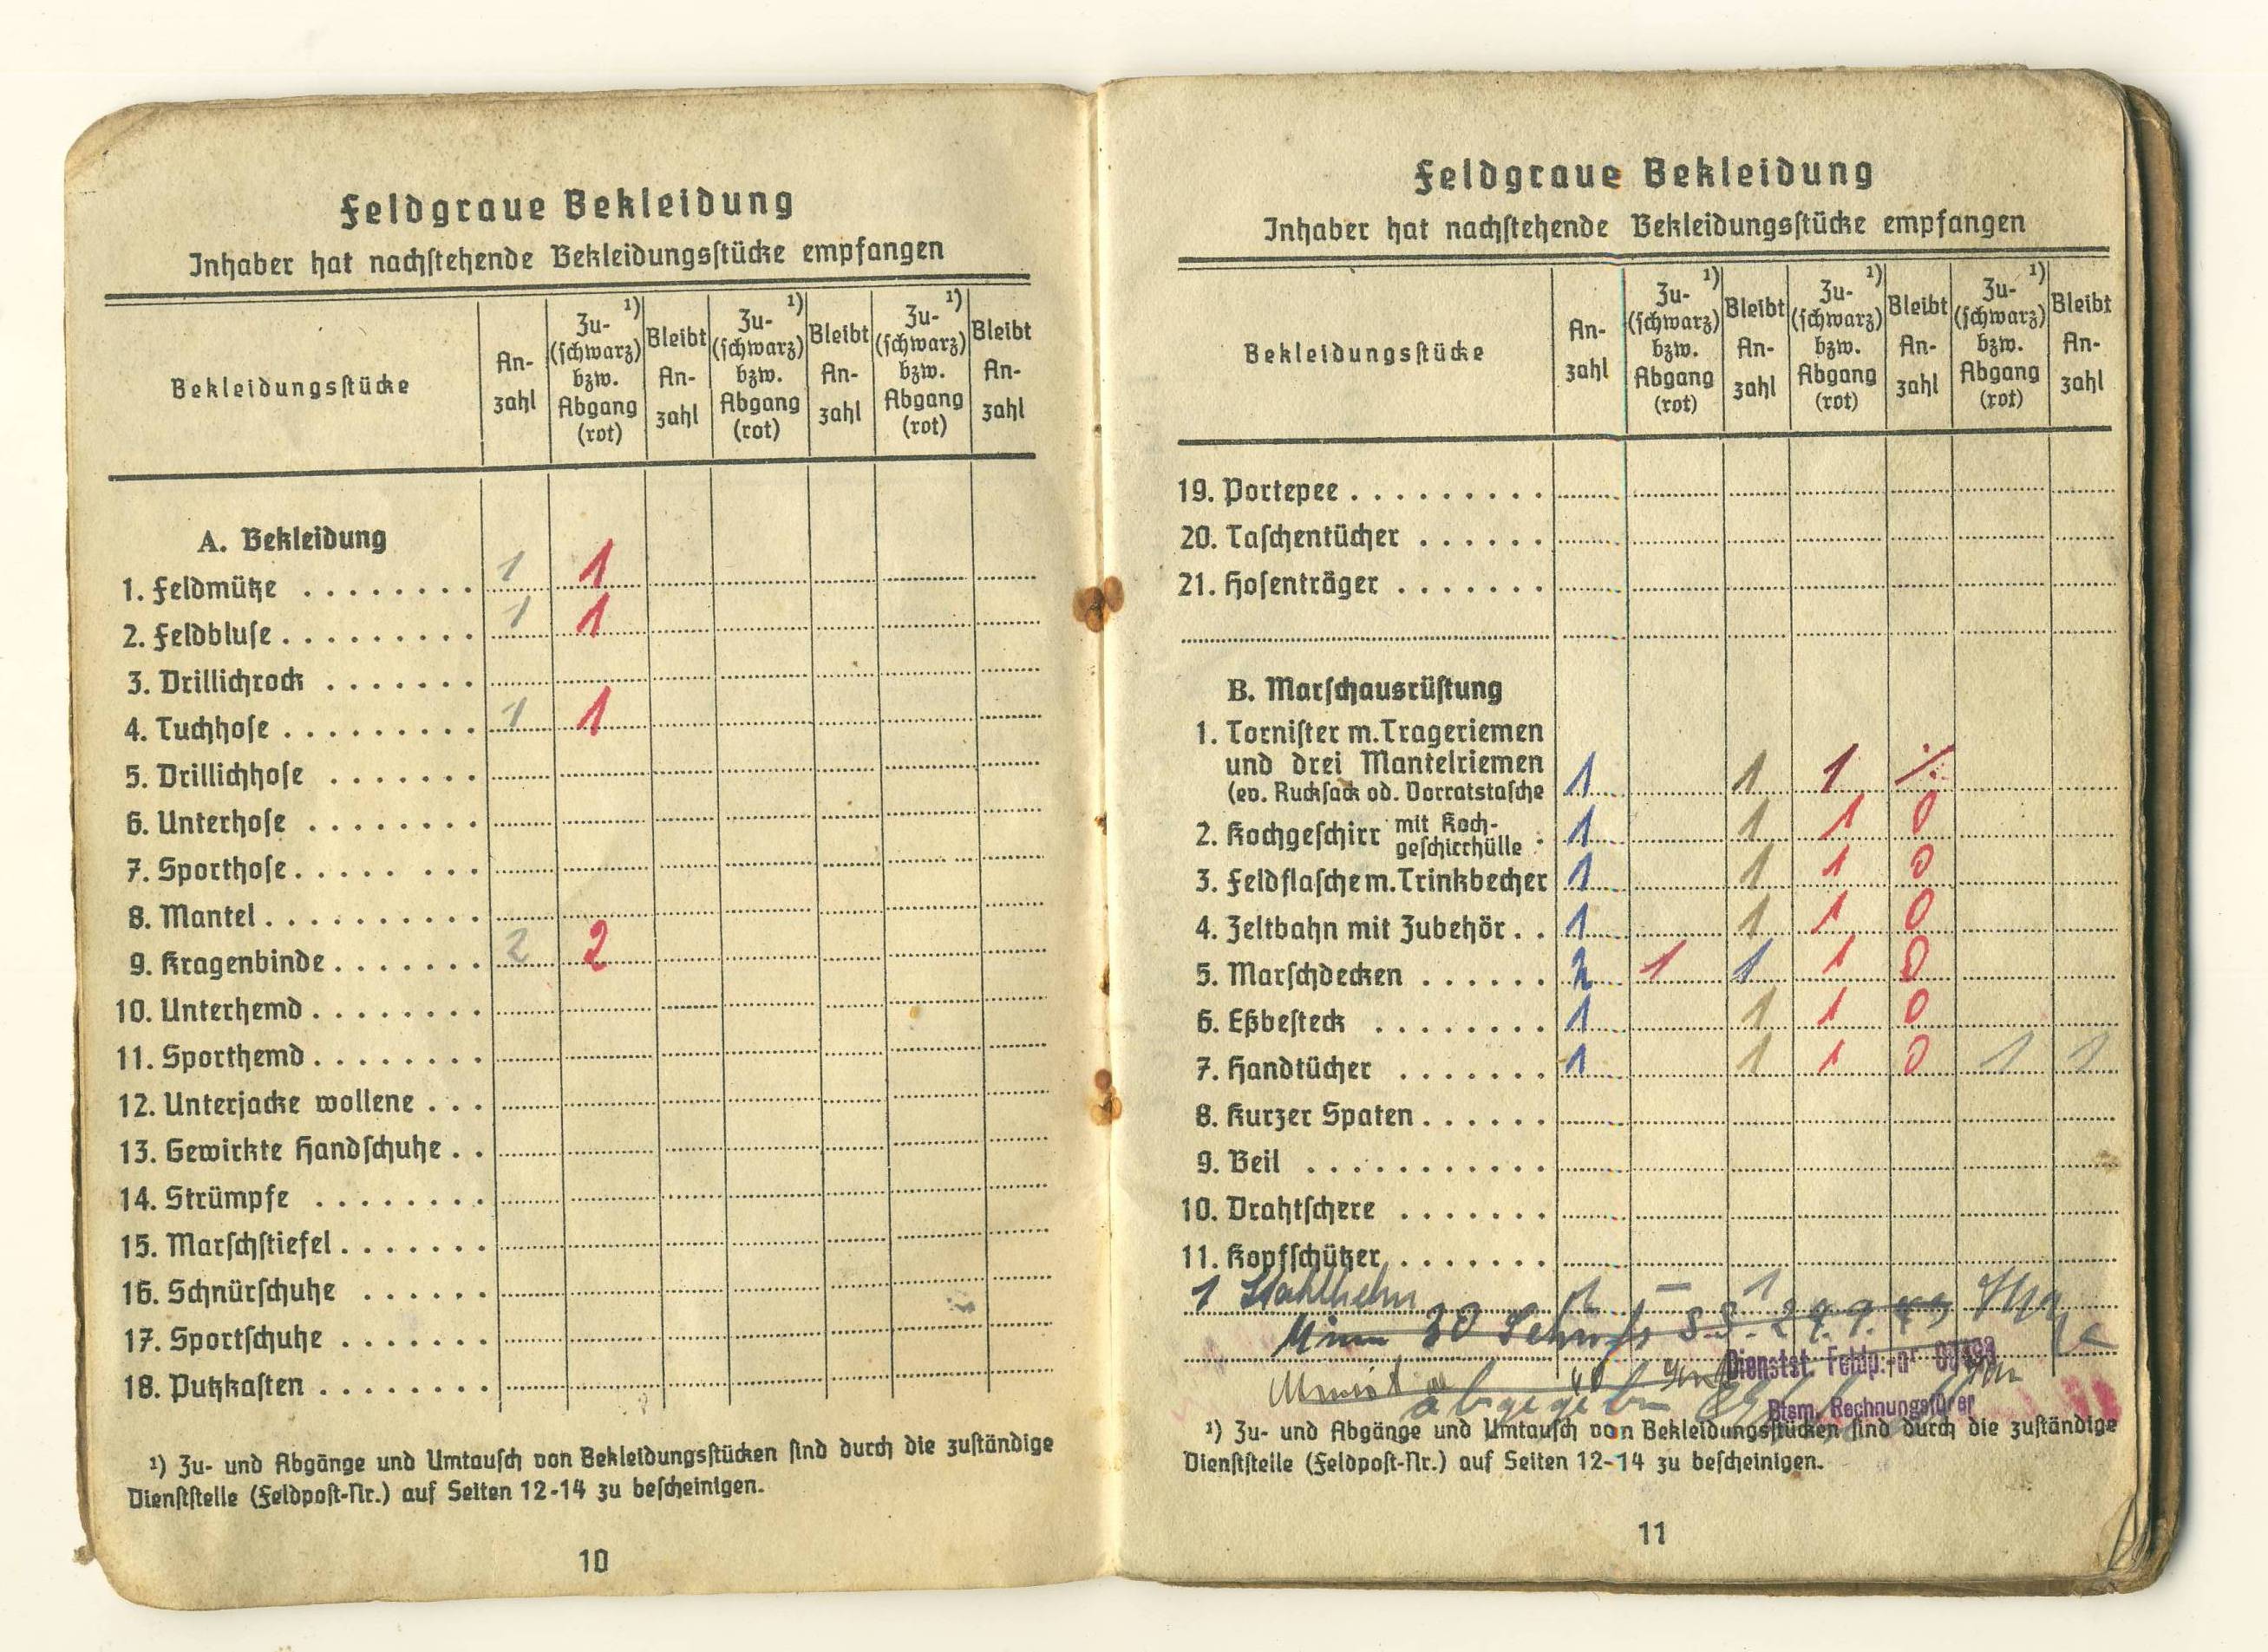 Feldgraue Bekleidung
Inhaber hat nachstehende Bekleidungsstücke empfangen
Bekleidungsstücke An-zahl Zu- ¹) (schwarz) bzw. Abgang (rot) Bleibt An-zahl Zu- ¹) (schwarz) bzw. Abgang (rot) Bleibt An-zahl Zu- ¹) (schwarz) bzw. Abgang (rot) Bleibt An-zahl
A. Bekleidung
1. Feldmütze . . . . . . . . 1 1
2. Feldbluse . . . . . . . . . 1 1
3. Drillichrock . . . . . . .
4. Tuchhose . . . . . . . . . 1 1
5. Drillichhose . . . . . . .
6. Unterhose . . . . . . . .
7. Sporthose. . . . . . . .
8. Mantel. . . . . . . . . .
9. Kragenbinde. . . . . . . 2 2
10. Unterhemd . . . . . . . .
11. Sporthemd. . . . . . . .
12. Unterjacke wollene . . .
13. Gewirkte Handschuhe . .
14. Strümpfe . . . . . . . .
15. Marschstiefel. . . . . . .
16. Schnürschuhe . . . . . .
17. Sportschuhe . . . . . . .
18. Putzkasten . . . . . . . .
¹) Zu- und Abgänge und Umtausch von Bekleidungsstücken sind durch die zuständige
Dienststelle (Feldpost-Nr.) auf Seiten 12-14 zu bescheinigen.
10
Feldgraue Bekleidung
Inhaber hat nachstehende Bekleidungsstücke empfangen
Bekleidungsstücke An-zahl Zu- ¹) (schwarz) bzw. Abgang (rot) Bleibt An-zahl Zu- ¹) (schwarz) bzw. Abgang (rot) Bleibt An-zahl Zu- ¹) (schwarz) bzw. Abgang (rot) Bleibt An-zahl
19. Portepee . . . . . . . . .
20. Taschentücher . . . . . .
21. Hosenträger . . . . . . .
B. Marschausrüstung
1. Tornister m. Trageriemen
und drei Mantelriemen
(ev. Rucksack od. Vorratstasche 1 1 1 ·/.
2. Kochgeschirr mit Koch-geschirrhülle . 1 1 1 0
3. Feldflasche m. Trinkbecher 1 1 1 0
4. Zeltbahn mit Zubehör . . 1 1 1 0
5. Marschdecken . . . . . . 2 1 1 1 0
6. Eßbesteck . . . . . . . . 1 1 1 0
7. Handtücher . . . . . . . 1 1 1 0 1 1
8. Kurzer Spaten . . . . . .
9. Beil . . . . . . . . . . .
10. Drahtschere . . . . . . .
11. Kopfschützer . . . . . . .
1 Stahlhelm 1 – 1
30 Schuß
Dienstst. Feldp.-nr
abgegeben
Btsm. Rechnungsfürer
¹) Zu- und Abgänge und Umtausch von Bekleidungsstücken sind durch die zuständige
Dienststelle (Feldpost-Nr.) auf Seiten 12-14 zu bescheinigen.
11